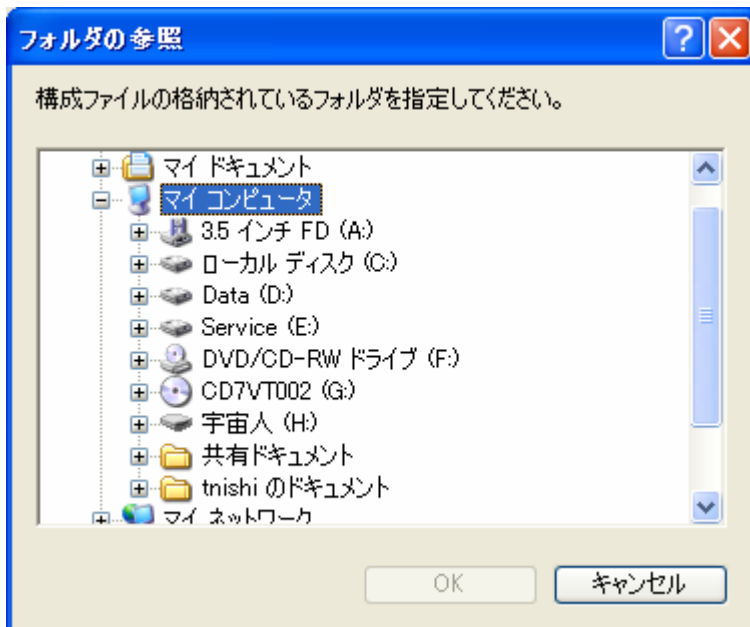 フォルダの参照
構成ファイルの格納されているフォルダを指定してください。
マイ ドキュメント
マイ コンピュータ
3.5 インチ FD (A:)
ローカル ディスク (C:)
Data (D:)
Service (E:)
DVD/CD-RW ドライブ (F:)
CD7VT002 (G:)
宇宙人 (H:)
共有ドキュメント
tnishi のドキュメント
マイ ネットワーク
OK
キャンセル